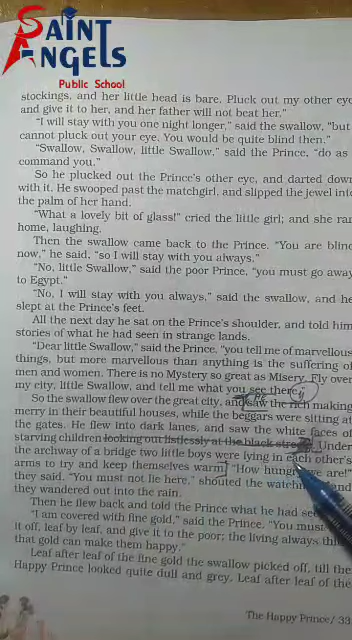 SAINT
ANGELS
Public School
stockings, and her little head is bare. Pluck out my other eye
and give it to her, and her father will not beat her."
"I will stay with you one night longer," said the swallow, "but
cannot pluck out your eye. You would be quite blind then."
"Swallow, Swallow, little Swallow," said the Prince, "do as
command you."
So he plucked out the Prince's other eye, and darted down
with it. He swooped past the matchgirl, and slipped the jewel into
the palm of her hand.
"What a lovely bit of glass!" cried the little girl; and she ran
home, laughing.
Then the swallow came back to the Prince. "You are blind
now," he said, "so I will stay with you always."
"No, little Swallow," said the poor Prince, "you must go away
to Egypt."
"No, I will stay with you always," said the swallow, and he
slept at the Prince's feet.
All the next day he sat on the Prince's shoulder, and told him
stories of what he had seen in strange lands.
"Dear little Swallow," said the Prince, "you tell me of marvellous
things, but more marvellous than anything is the suffering of
men and women. There is no Mystery so great as Misery. Fly over
my city, little Swallow, and tell me what you see there."
So the swallow flew over the great city, and saw the rich making
merry in their beautiful houses, while the beggars were sitting at
the gates. He flew into dark lanes, and saw the white faces of
starving children looking out listlessly at the black Under
the archway of a bridge two little boys were lying in each other's
arms to try and keep themselves warm. "How hungry we are!"
they said. "You must not lie here," shouted the and
they wandered out into the rain.
Then he flew back and told the Prince what he had
"I am covered with fine gold," said the Prince, "You must
it off, leaf by leaf, and give it to the poor; the living always
that gold can make them happy."
Leaf after leaf of the fine gold the swallow picked off, till the
Happy Prince looked quite dull and grey. Leaf after leaf of the
The Happy Prince/ 33